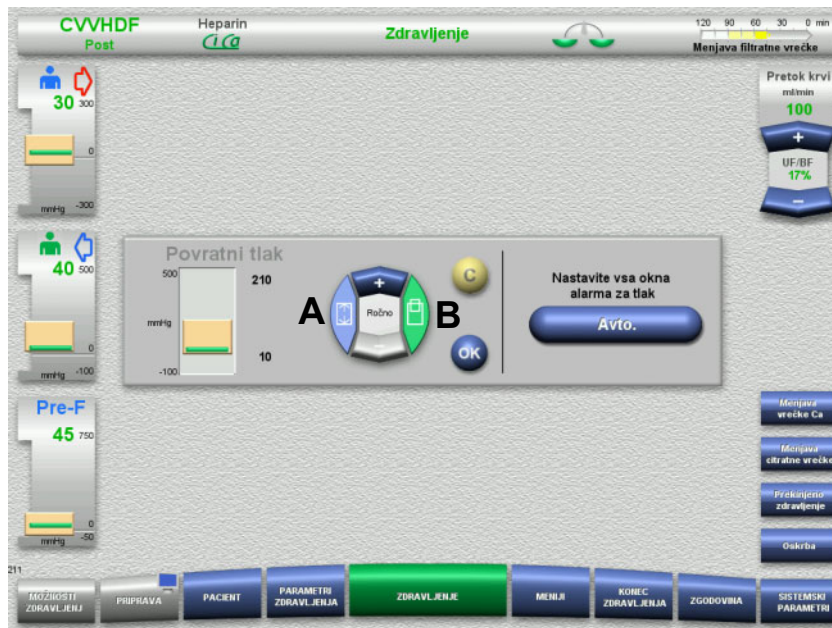 CVVHDF
Post
Heparin
CiCa
Zdravljenje
120 90 60 30 0 min
Menjava filtratne vrečke
30
300
0
mmHg
-300
40
500
0
mmHg
-100
Pre-F
45
750
0
mmHg
-50
Povratni tlak
500
210
mmHg
10
-100
A
+
Ročno
–
B
C
OK
Nastavite vsa okna
alarma za tlak
Avto.
Pretok krvi
ml/min
100
+
UF/BF
17%
–
Menjava
vrečke Ca
Menjava
citratne vrečke
Prekinjeno
zdravljenje
Oskrba
211
MOŽNOSTI
ZDRAVLJENJ
PRIPRAVA
PACIENT
PARAMETRI
ZDRAVLJENJA
ZDRAVLJENJE
MENIJI
KONEC
ZDRAVLJENJA
ZGODOVINA
SISTEMSKI
PARAMETRI